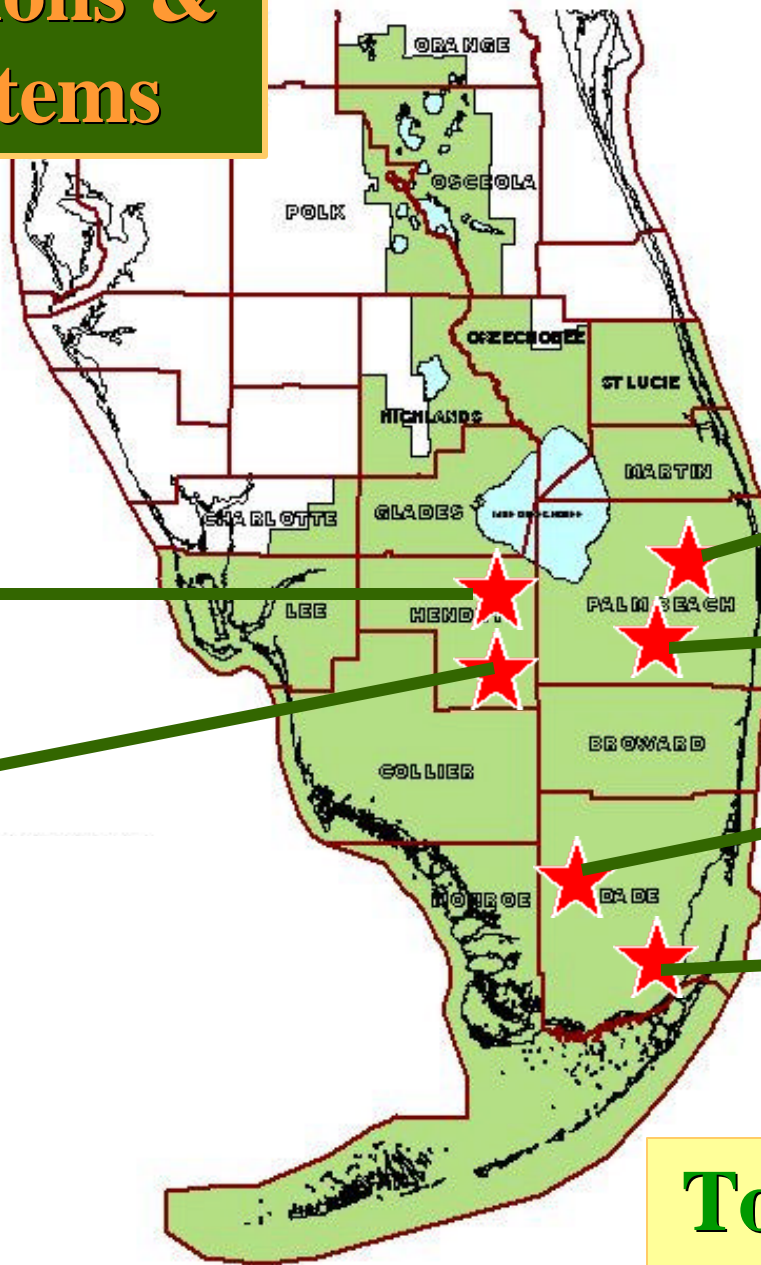 ons &
tems
ORANGE
OSCEOLA
POLK
OKEECHOBEE
ST LUCIE
HIGHLANDS
MARTIN
GLADES
CHARLOTTE
PALM BEACH
LEE
HEND
BROWARD
COLLIER
MONROE
DADE
To